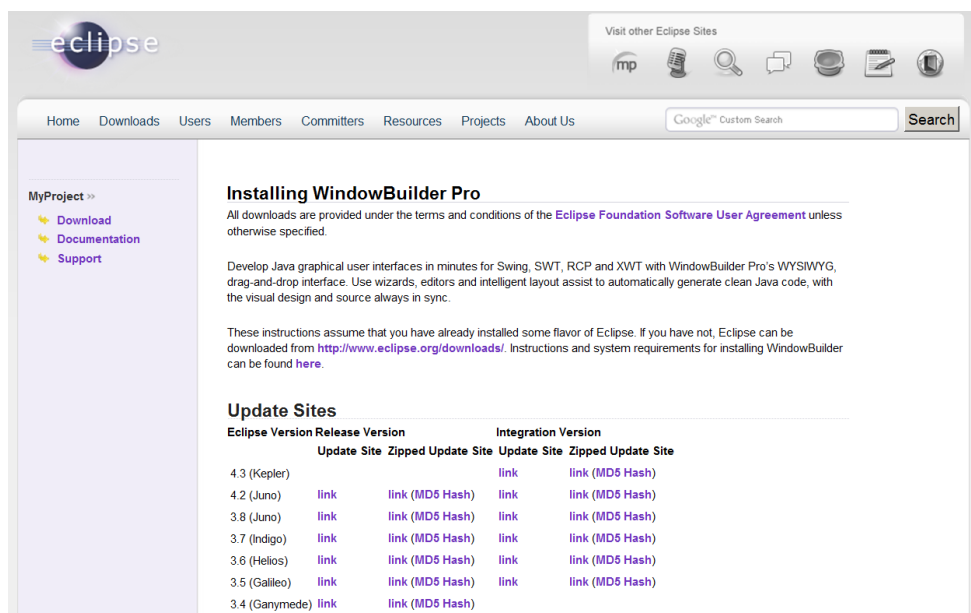 eclipse
Visit other Eclipse Sites
mp
Home Downloads Users Members Committers Resources Projects About Us
Google™ Custom Search
Search
MyProject »
Download
Documentation
Support
Installing WindowBuilder Pro
All downloads are provided under the terms and conditions of the Eclipse Foundation Software User Agreement unless
otherwise specified.
Develop Java graphical user interfaces in minutes for Swing, SWT, RCP and XWT with WindowBuilder Pro's WYSIWYG,
drag-and-drop interface. Use wizards, editors and intelligent layout assist to automatically generate clean Java code, with
the visual design and source always in sync.
These instructions assume that you have already installed some flavor of Eclipse. If you have not, Eclipse can be
downloaded from http://www.eclipse.org/downloads/. Instructions and system requirements for installing WindowBuilder
can be found here.
Update Sites
Eclipse Version Release Version Integration Version
Update Site Zipped Update Site Update Site Zipped Update Site
4.3 (Kepler) link link (MD5 Hash)
4.2 (Juno) link link (MD5 Hash) link link (MD5 Hash)
3.8 (Juno) link link (MD5 Hash) link link (MD5 Hash)
3.7 (Indigo) link link (MD5 Hash) link link (MD5 Hash)
3.6 (Helios) link link (MD5 Hash) link link (MD5 Hash)
3.5 (Galileo) link link (MD5 Hash) link link (MD5 Hash)
3.4 (Ganymede) link link (MD5 Hash)